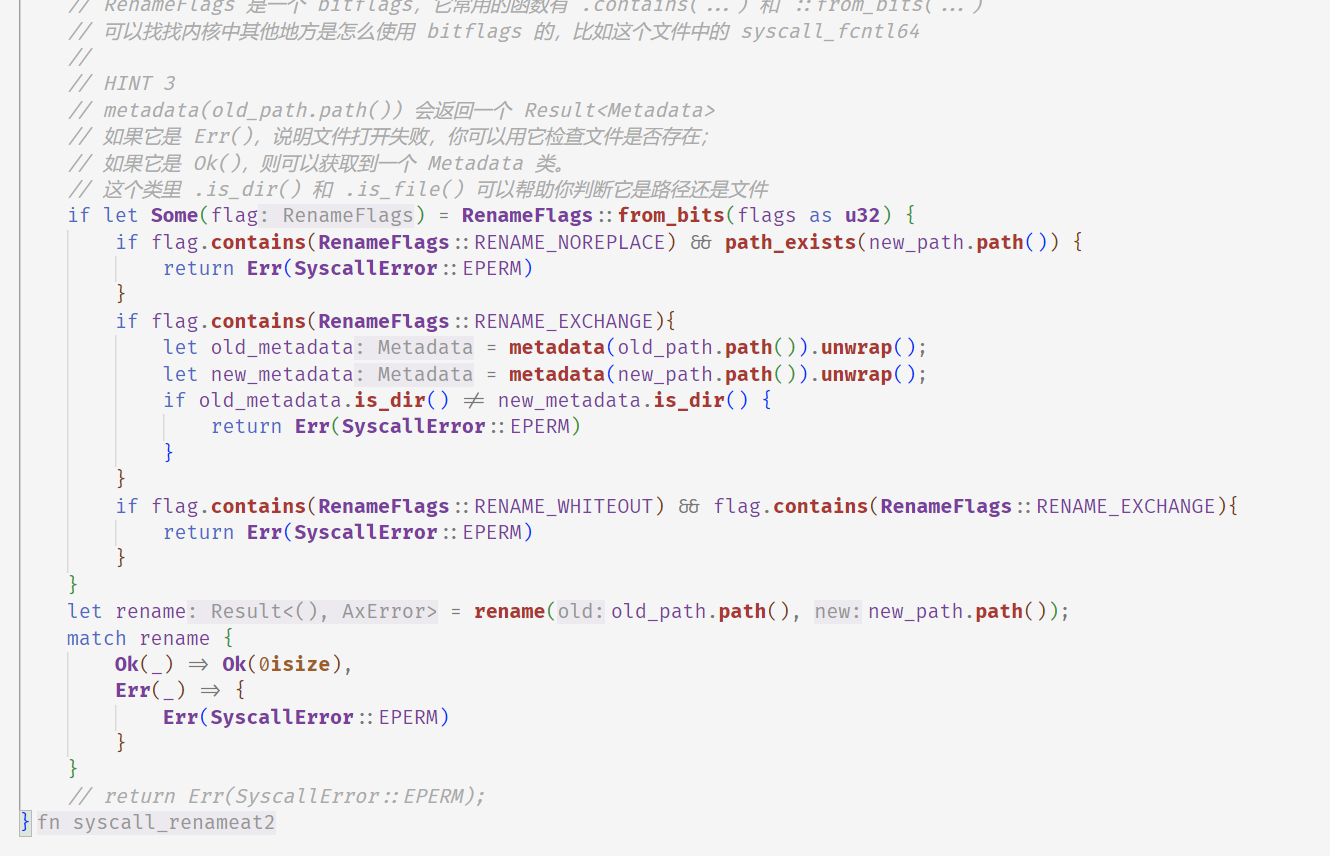 // RenameFlags 是一个 bitflags，它常用的函数有 .contains(...) 和 ::from_bits(...)
// 可以找找内核中其他地方是怎么使用 bitflags 的，比如这个文件中的 syscall_fcntl64
//
// HINT 3
// metadata(old_path.path()) 会返回一个 Result<Metadata>
// 如果它是 Err()，说明文件打开失败，你可以用它检查文件是否存在；
// 如果它是 Ok()，则可以获取到一个 Metadata 类。
// 这个类里 .is_dir() 和 .is_file() 可以帮助你判断它是路径还是文件
if let Some(flag: RenameFlags) = RenameFlags::from_bits(flags as u32) {
if flag.contains(RenameFlags::RENAME_NOREPLACE) && path_exists(new_path.path()) {
return Err(SyscallError::EPERM)
}
if flag.contains(RenameFlags::RENAME_EXCHANGE){
let old_metadata: Metadata = metadata(old_path.path()).unwrap();
let new_metadata: Metadata = metadata(new_path.path()).unwrap();
if old_metadata.is_dir() != new_metadata.is_dir() {
return Err(SyscallError::EPERM)
}
}
if flag.contains(RenameFlags::RENAME_WHITEOUT) && flag.contains(RenameFlags::RENAME_EXCHANGE){
return Err(SyscallError::EPERM)
}
}
let rename: Result<(), AxError> = rename(old: old_path.path(), new: new_path.path());
match rename {
Ok(_) => Ok(0isize),
Err(_) => {
Err(SyscallError::EPERM)
}
}
// return Err(SyscallError::EPERM);
} fn syscall_renameat2